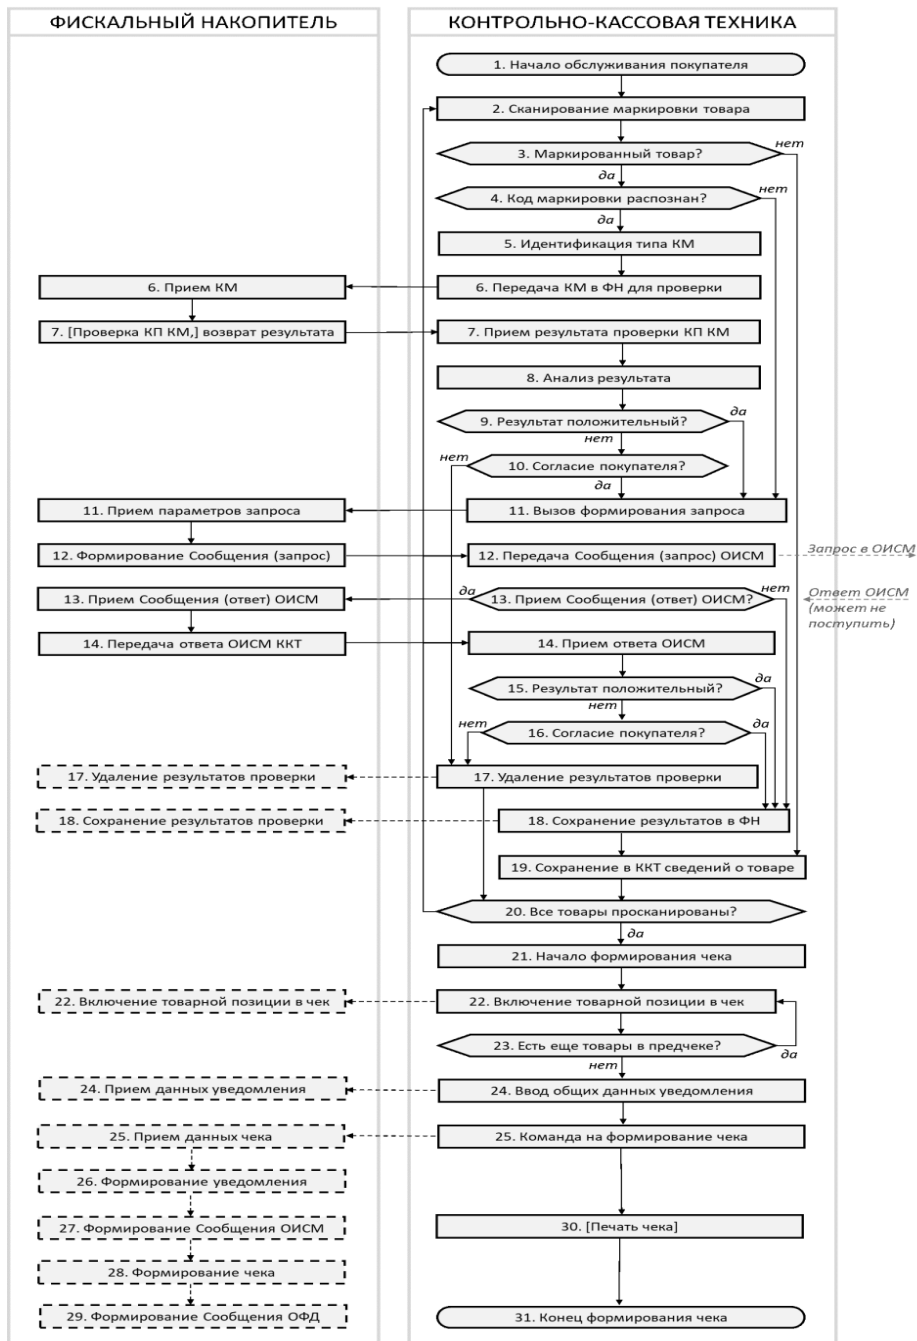 ФИСКАЛЬНЫЙ НАКОПИТЕЛЬ
КОНТРОЛЬНО-КАССОВАЯ ТЕХНИКА
1. Начало обслуживания покупателя
2. Сканирование маркировки товара
нет
3. Маркированный товар?
да
нет
4. Код маркировки распознан?
да
5. Идентификация типа КМ
6. Прием КМ
6. Передача КМ в ФН для проверки
7. [Проверка КП КМ,] возврат результата
7. Прием результата проверки КП КМ
8. Анализ результата
да
9. Результат положительный?
нет
нет
10. Согласие покупателя?
да
11. Прием параметров запроса
11. Вызов формирования запроса
12. Формирование Сообщения (запрос)
12. Передача Сообщения (запрос) ОИСМ
Запрос в ОИСМ
13. Прием Сообщения (ответ) ОИСМ
да
13. Прием Сообщения (ответ) ОИСМ?
нет
Ответ ОИСМ
(может не
поступить)
14. Передача ответа ОИСМ ККТ
14. Прием ответа ОИСМ
да
15. Результат положительный?
нет
нет
16. Согласие покупателя?
да
17. Удаление результатов проверки
17. Удаление результатов проверки
18. Сохранение результатов проверки
18. Сохранение результатов в ФН
19. Сохранение в ККТ сведений о товаре
20. Все товары просканированы?
да
21. Начало формирования чека
22. Включение товарной позиции в чек
22. Включение товарной позиции в чек
23. Есть еще товары в предчеке?
да
нет
24. Прием данных уведомления
24. Ввод общих данных уведомления
25. Прием данных чека
25. Команда на формирование чека
26. Формирование уведомления
27. Формирование Сообщения ОИСМ
30. [Печать чека]
28. Формирование чека
29. Формирование Сообщения ОФД
31. Конец формирования чека